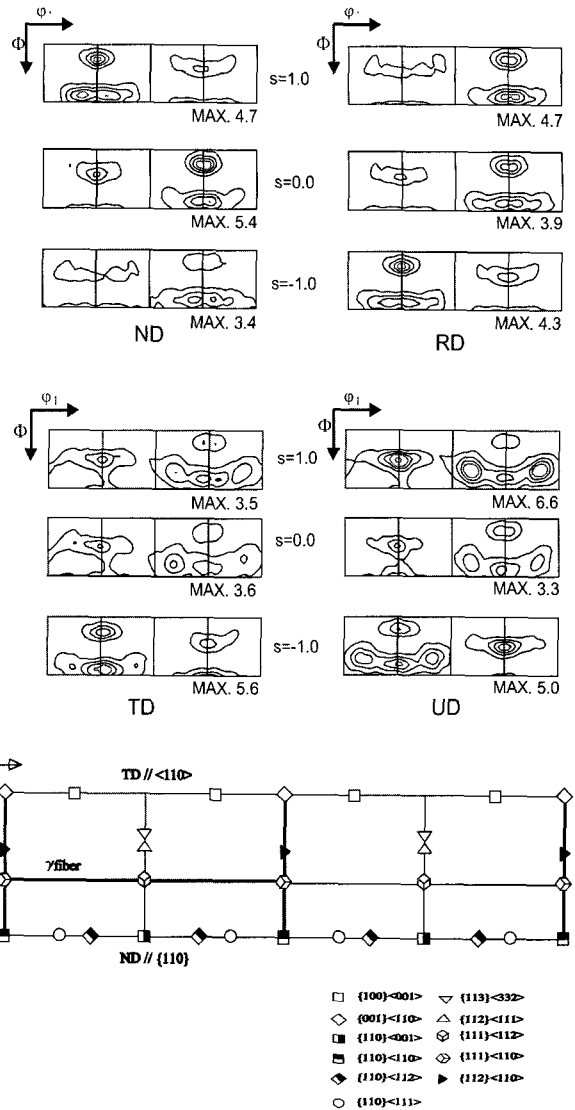 φ. φ.
Φ Φ
s=1.0
MAX. 4.7 MAX. 4.7
s=0.0
MAX. 5.4 MAX. 3.9
s=-1.0
MAX. 3.4 MAX. 4.3
ND RD
φ1 φ1
Φ Φ
s=1.0
MAX. 3.5 MAX. 6.6
s=0.0
MAX. 3.6 MAX. 3.3
s=-1.0
MAX. 5.6 MAX. 5.0
TD UD
TD // <110>
γfiber
ND // {110}
{100}<001> {113}<332>
{001}<110> {112}<111>
{110}<001> {111}<112>
{110}<110> {111}<110>
{110}<112> {112}<110>
{110}<111>